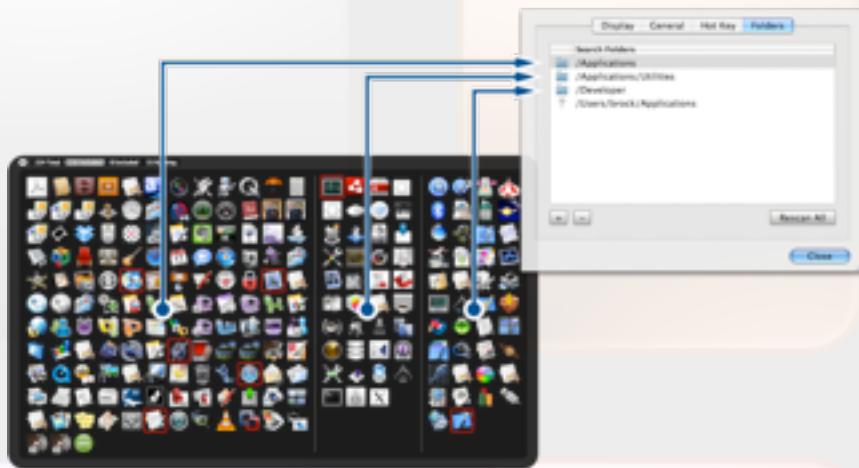 Display General Hot Key Folders
Search Folders
/Applications
/Applications/Utilities
/Developer
/Users/brock/Applications
+ -
Rescan All
Close